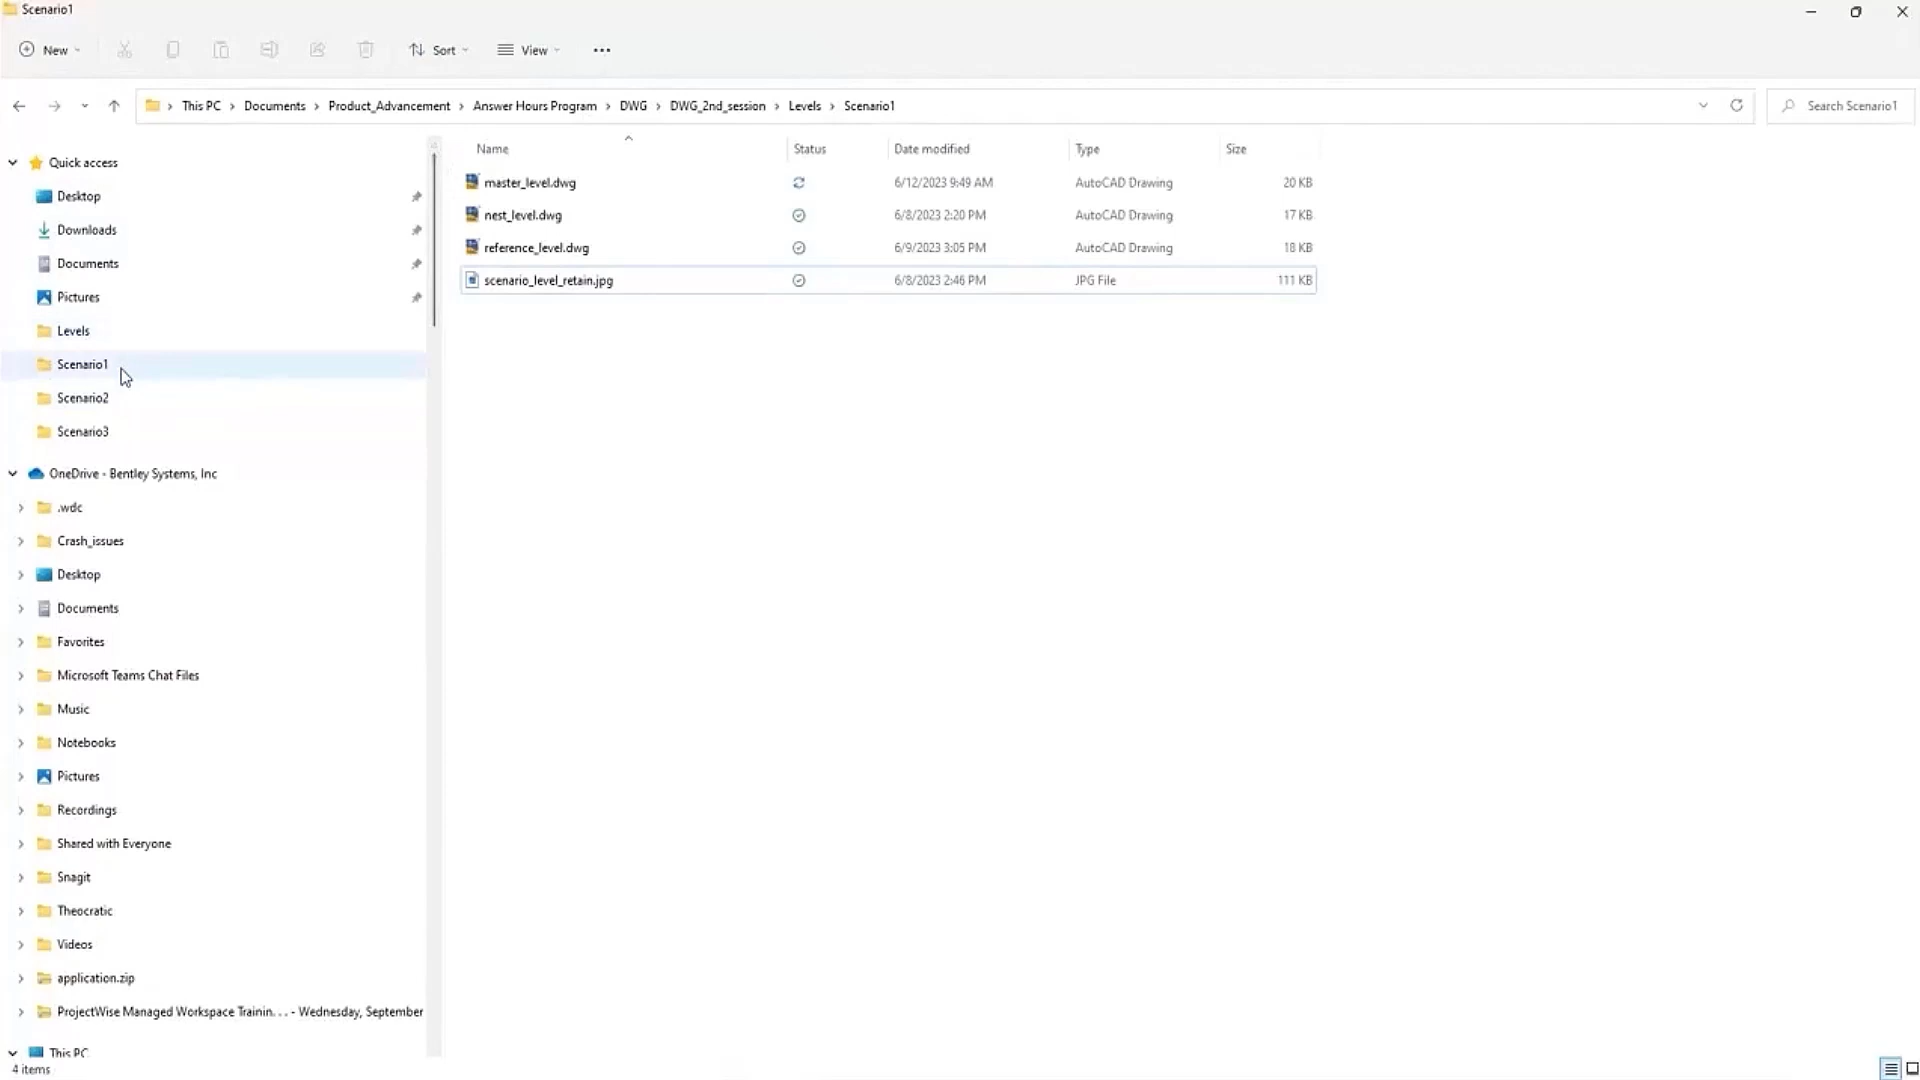 Scenario1
New Sort View
This PC Documents Product_Advancement Answer Hours Program DWG DWG_2nd_session Levels Scenario1 Search Scenario1
Name Status Date modified Type Size
master_level.dwg 6/12/2023 9:49 AM AutoCAD Drawing 20 KB
nest_level.dwg 6/8/2023 2:20 PM AutoCAD Drawing 17 KB
reference_level.dwg 6/9/2023 3:05 PM AutoCAD Drawing 18 KB
scenario_level_retain.jpg 6/8/2023 2:46 PM JPG File 111 KB
Quick access
Desktop
Downloads
Documents
Pictures
Levels
Scenario1
Scenario2
Scenario3
OneDrive - Bentley Systems, Inc
.wdc
Crash_issues
Desktop
Documents
Favorites
Microsoft Teams Chat Files
Music
Notebooks
Pictures
Recordings
Shared with Everyone
Snagit
Theocratic
Videos
application.zip
ProjectWise Managed Workspace Trainin... - Wednesday, September
This PC
4 items